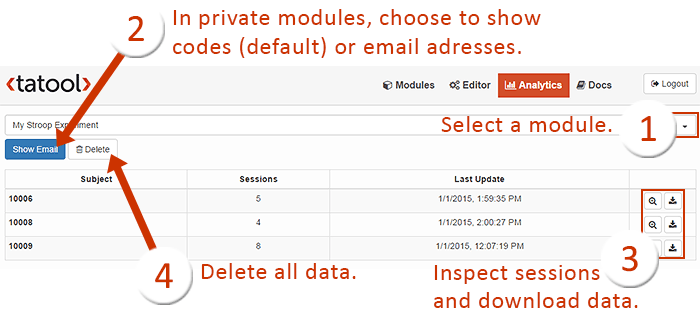 2 In private modules, choose to show
codes (default) or email adresses.
‹tatool› Modules Editor Analytics Docs Logout
My Stroop Experiment Select a module. 1
Show Email Delete
Subject Sessions Last Update
10006 5 1/1/2015, 1:59:35 PM
10008 4 1/1/2015, 2:00:27 PM
10009 8 1/1/2015, 12:07:19 PM
4 Delete all data. Inspect sessions 3
and download data.